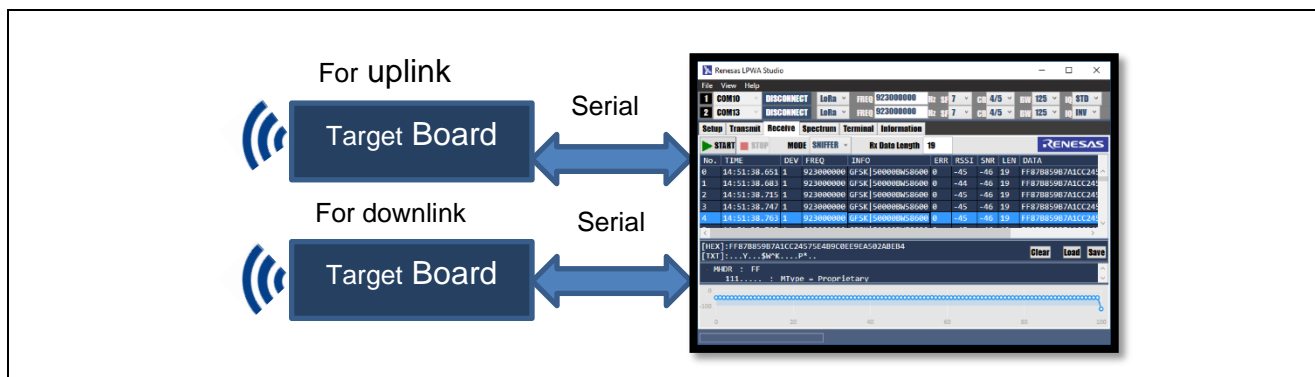 For uplink
Target Board
Serial
For downlink
Target Board
Serial
Renesas LPWA Studio
File View Help
1 COM10 DISCONNECT LoRa FREQ 923000000 Hz SF 7 CR 4/5 BW 125 IQ STD
2 COM13 DISCONNECT LoRa FREQ 923000000 Hz SF 7 CR 4/5 BW 125 IQ INV
Setup Transmit Receive Spectrum Terminal Information
START STOP MODE SNIFFER Rx Data Length 19 RENESAS
No. TIME DEV FREQ INFO ERR RSSI SNR LEN DATA
0 14:51:38.651 1 923000000 GFSK|50000BW58600 0 -45 -46 19 FF87B859B7A1CC245
1 14:51:38.683 1 923000000 GFSK|50000BW58600 0 -44 -46 19 FF87B859B7A1CC245
2 14:51:38.715 1 923000000 GFSK|50000BW58600 0 -45 -46 19 FF87B859B7A1CC245
3 14:51:38.747 1 923000000 GFSK|50000BW58600 0 -45 -46 19 FF87B859B7A1CC245
4 14:51:38.763 1 923000000 GFSK|50000BW58600 0 -45 -46 19 FF87B859B7A1CC245
[HEX]:FF87B859B7A1CC24575E4B9C0EE9EA502ABEB4
[TXT]:...Y...$W^K....P*.. Clear Load Save
MHDR : FF
111..... : MType = Proprietary
-0
-100
0 20 40 60 80 100